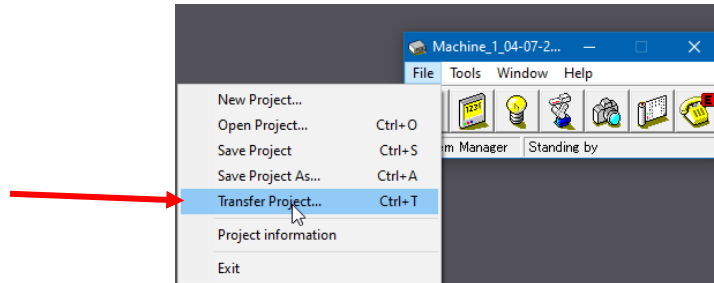 Machine_1_04-07-2...
File Tools Window Help
New Project...
Open Project... Ctrl+O
Save Project Ctrl+S
Save Project As... Ctrl+A
Transfer Project... Ctrl+T
Project information
Exit
m Manager Standing by
1237
E